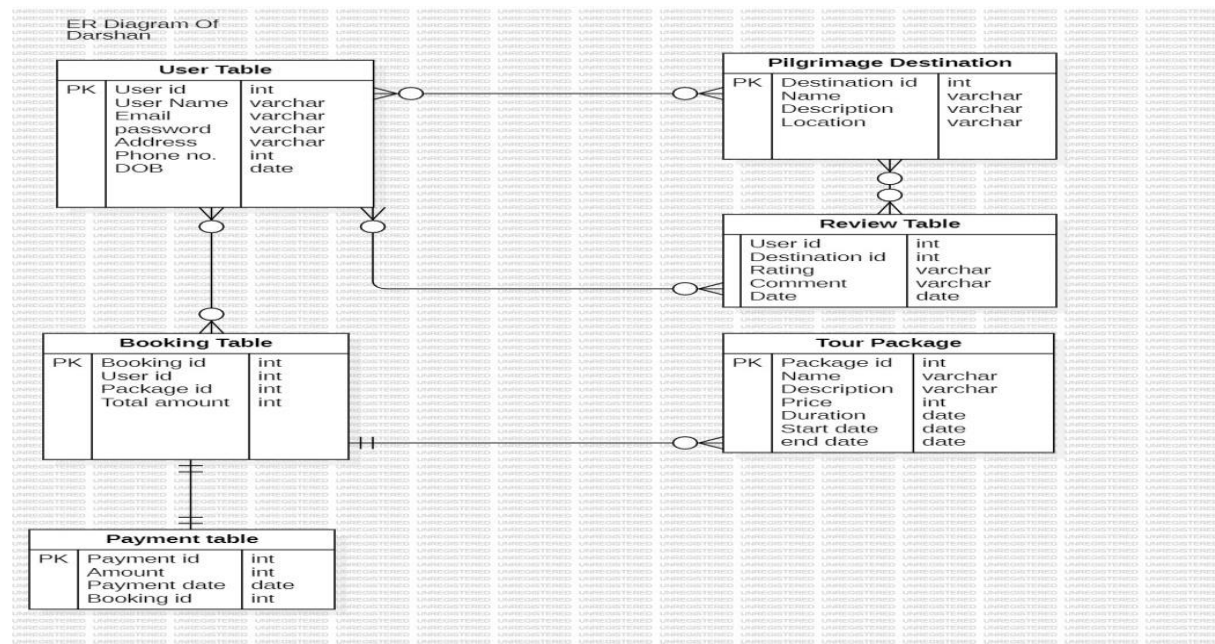 ER Diagram Of
Darshan
User Table
PK User id int
User Name varchar
Email varchar
password varchar
Address varchar
Phone no. int
DOB date
Pilgrimage Destination
PK Destination id int
Name varchar
Description varchar
Location varchar
Review Table
User id int
Destination id int
Rating varchar
Comment varchar
Date date
Booking Table
PK Booking id int
User id int
Package id int
Total amount int
Tour Package
PK Package id int
Name varchar
Description varchar
Price int
Duration date
Start date date
end date date
Payment table
PK Payment id int
Amount int
Payment date date
Booking id int
UNREGISTERED